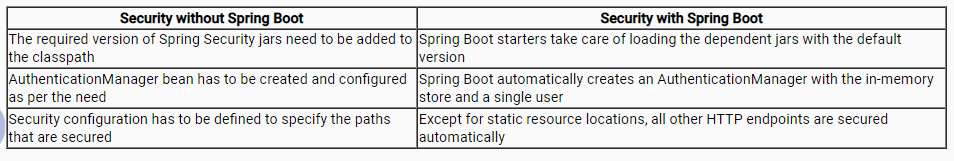 Security without Spring Boot
Security with Spring Boot
The required version of Spring Security jars need to be added to
the classpath
Spring Boot starters take care of loading the dependent jars with the default
version
AuthenticationManager bean has to be created and configured
as per the need
Spring Boot automatically creates an AuthenticationManager with the in-memory
store and a single user
Security configuration has to be defined to specify the paths
that are secured
Except for static resource locations, all other HTTP endpoints are secured
automatically